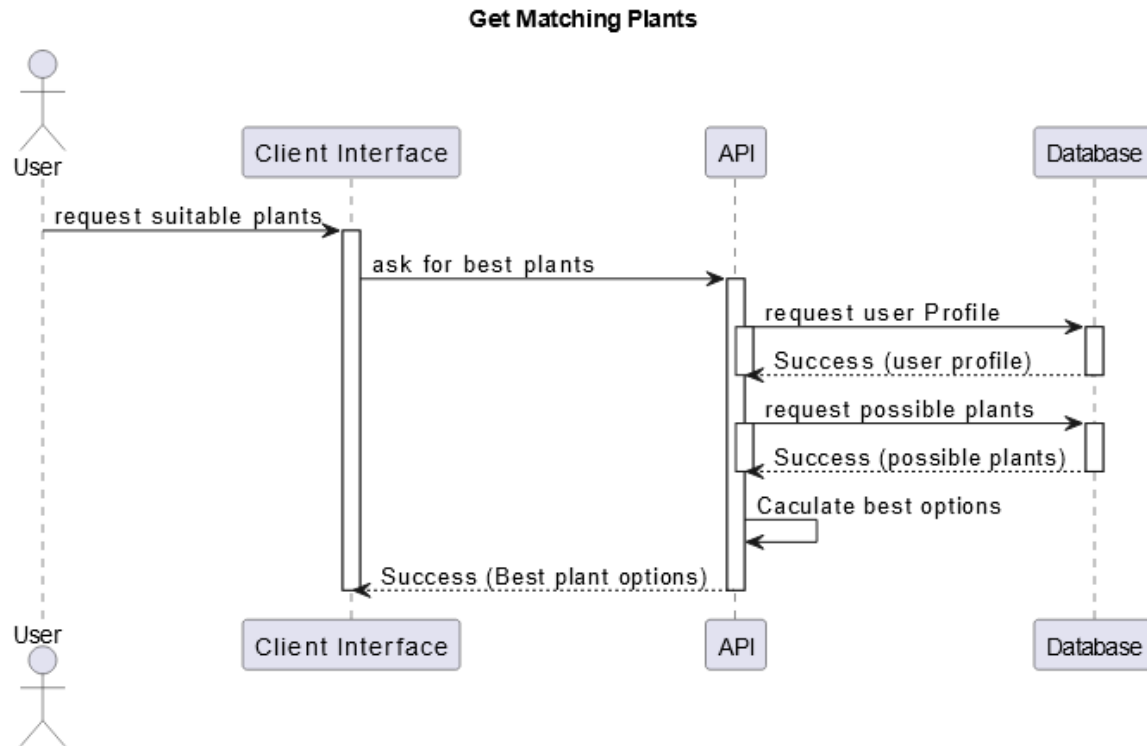 Get Matching Plants
User
Client Interface
API
Database
request suitable plants
ask for best plants
request user Profile
Success (user profile)
request possible plants
Success (possible plants)
Caculate best options
Success (Best plant options)
User
Client Interface
API
Database